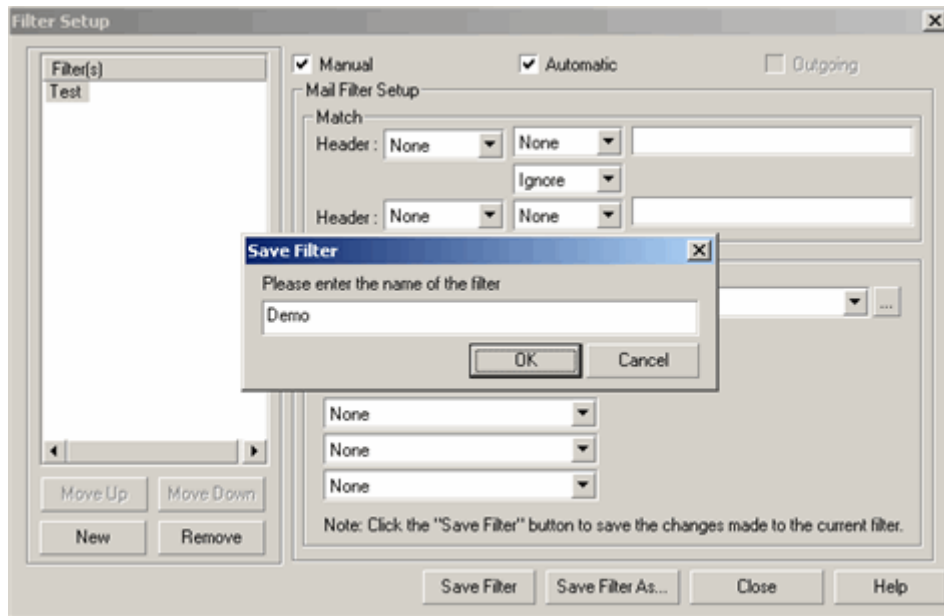 Filter Setup
Filter(s)
Test
Manual
Automatic
Outgoing
Mail Filter Setup
Match
Header : None None
Ignore
Header : None None
Save Filter
Please enter the name of the filter
Demo
OK Cancel
...
None
None
None
Note: Click the "Save Filter" button to save the changes made to the current filter.
Move Up Move Down
New Remove
Save Filter Save Filter As... Close Help